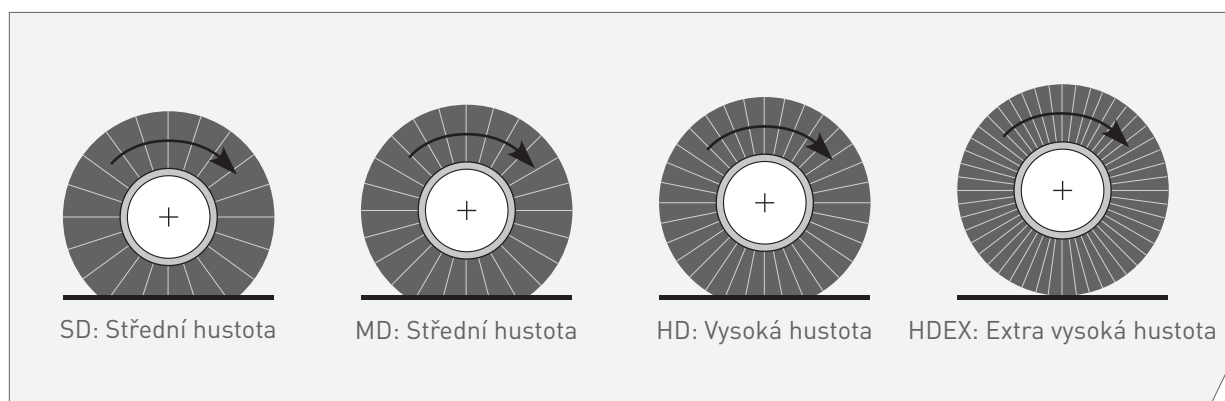 SD: Střední hustota
MD: Střední hustota
HD: Vysoká hustota
HDEX: Extra vysoká hustota